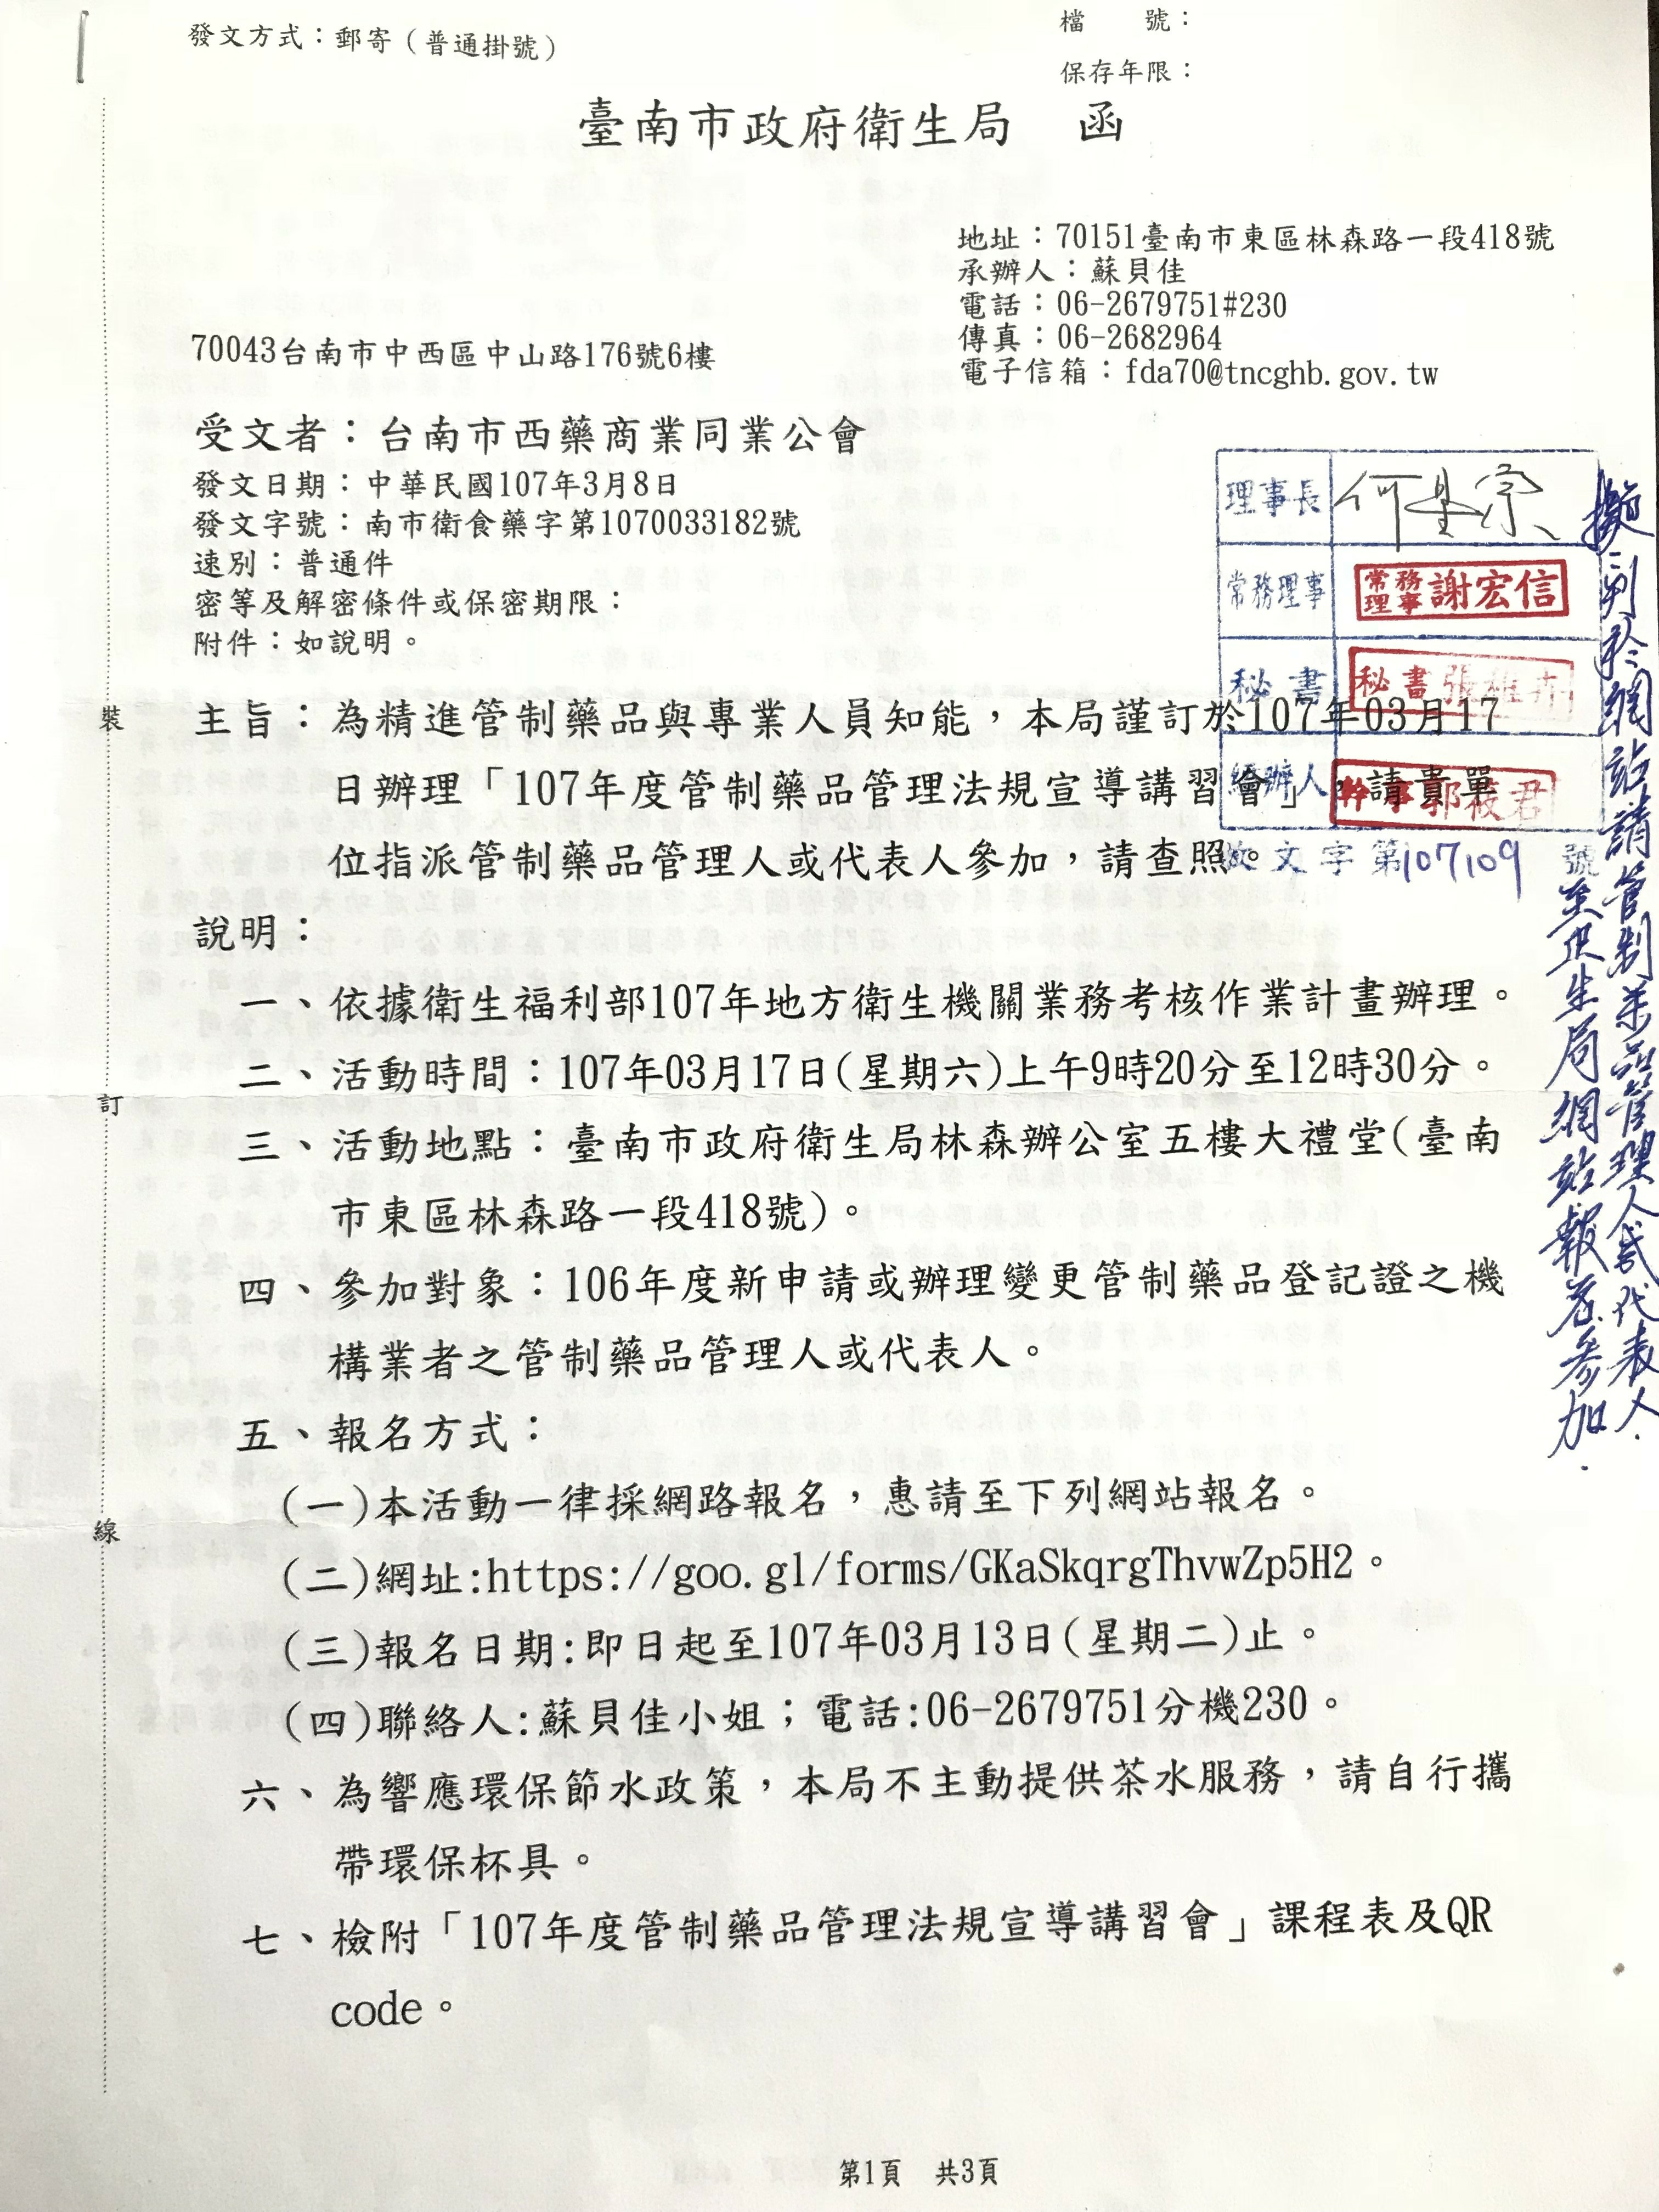 發文方式：郵寄（普通掛號）
檔　　號：
保存年限：
臺南市政府衛生局　函
地址：70151臺南市東區林森路一段418號
承辦人：蘇貝佳
電話：06-2679751#230
傳真：06-2682964
電子信箱：fda70@tncghb.gov.tw
70043台南市中西區中山路176號6樓
受文者：台南市西藥商業同業公會
發文日期：中華民國107年3月8日
發文字號：南市衛食藥字第1070033182號
速別：普通件
密等及解密條件或保密期限：
附件：如說明。
理事長
常務理事 常務理事 謝宏信
秘書 秘書 張
經辦人 幹事 郭筱君
收文字第107109號
主旨：為精進管制藥品與專業人員知能，本局謹訂於107年03月17
日辦理「107年度管制藥品管理法規宣導講習會」，請貴單
位指派管制藥品管理人或代表人參加，請查照。
說明：
一、依據衛生福利部107年地方衛生機關業務考核作業計畫辦理。
二、活動時間：107年03月17日(星期六)上午9時20分至12時30分。
三、活動地點：臺南市政府衛生局林森辦公室五樓大禮堂(臺南
市東區林森路一段418號)。
四、參加對象：106年度新申請或辦理變更管制藥品登記證之機
構業者之管制藥品管理人或代表人。
五、報名方式：
(一)本活動一律採網路報名，惠請至下列網站報名。
(二)網址:https://goo.gl/forms/GKaSkqrgThvwZp5H2。
(三)報名日期:即日起至107年03月13日(星期二)止。
(四)聯絡人:蘇貝佳小姐；電話:06-2679751分機230。
六、為響應環保節水政策，本局不主動提供茶水服務，請自行攜
帶環保杯具。
七、檢附「107年度管制藥品管理法規宣導講習會」課程表及QR
code。
擬刊於網站請管制藥品管理人或代表人
至衛生局網站報名參加.
裝
訂
線
第1頁　共3頁